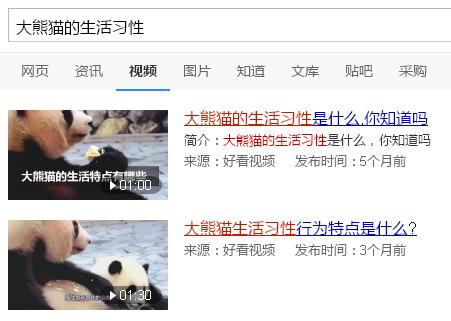 大熊猫的生活习性
网页 资讯 视频 图片 知道 文库 贴吧 采购
大熊猫的生活习性是什么,你知道吗
简介：大熊猫的生活习性是什么，你知道吗
来源：好看视频 发布时间：5个月前
大熊猫的生活特点有哪些
01:00
大熊猫生活习性行为特点是什么?
来源：好看视频 发布时间：3个月前
01:30